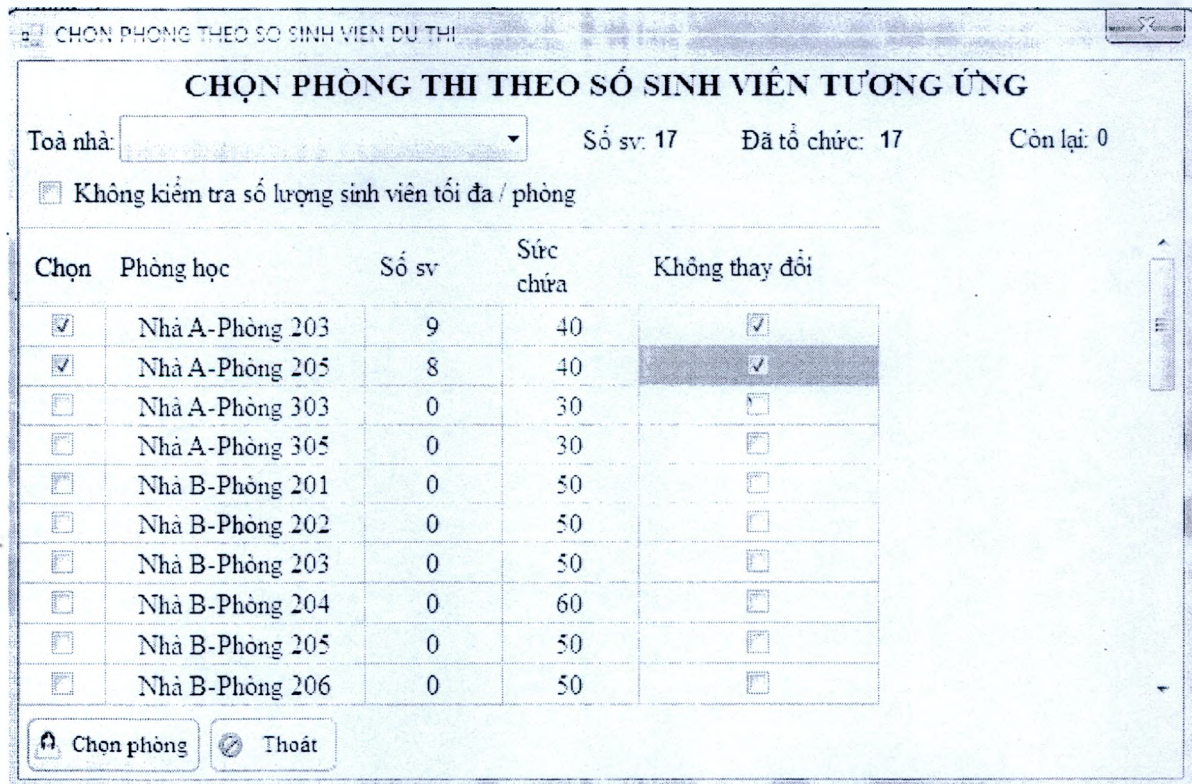 CHON PHONG THEO SO SINH VIEN DU THI
CHỌN PHÒNG THI THEO SỐ SINH VIÊN TƯƠNG ỨNG
Toà nhà: Số sv: 17 Đã tổ chức: 17 Còn lại: 0
Không kiểm tra số lượng sinh viên tối đa / phòng
Chọn Phòng học Số sv Sức chứa Không thay đổi
Nhà A-Phòng 203 9 40
Nhà A-Phòng 205 8 40
Nhà A-Phòng 303 0 30
Nhà A-Phòng 305 0 30
Nhà B-Phòng 201 0 50
Nhà B-Phòng 202 0 50
Nhà B-Phòng 203 0 50
Nhà B-Phòng 204 0 60
Nhà B-Phòng 205 0 50
Nhà B-Phòng 206 0 50
Chọn phòng Thoát